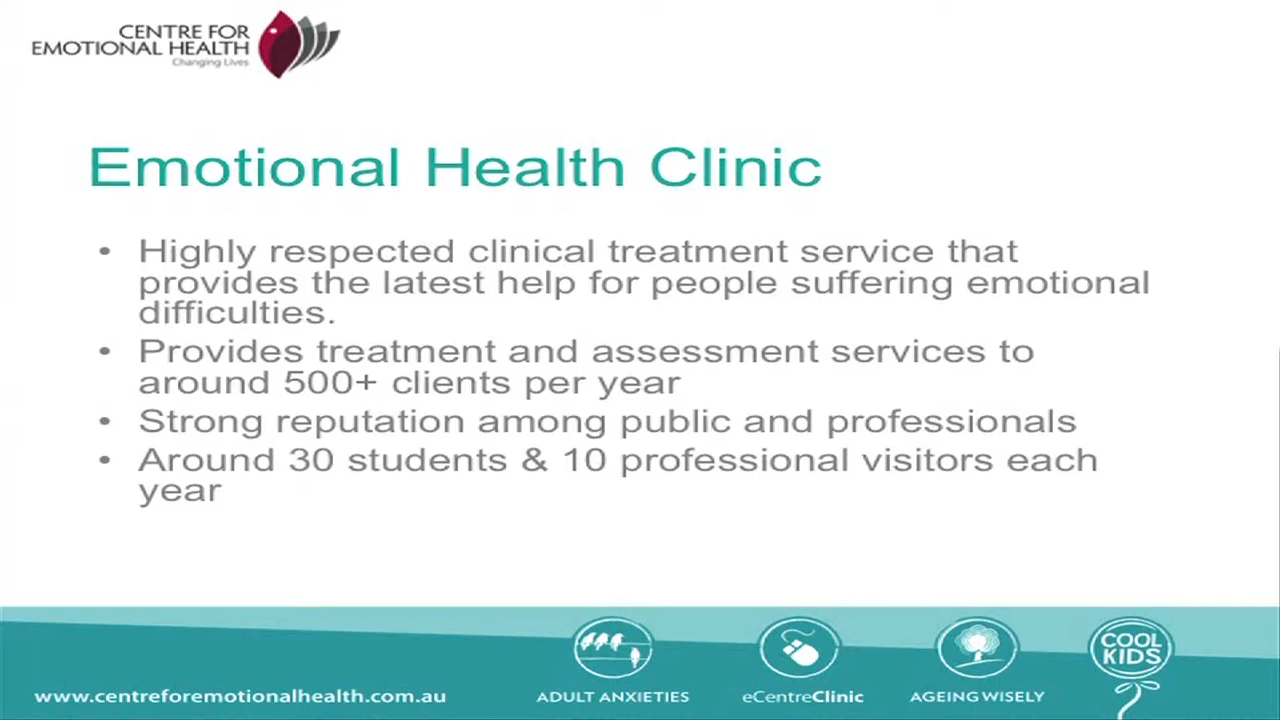 CENTRE FOR
EMOTIONAL HEALTH
Changing Lives
Emotional Health Clinic
• Highly respected clinical treatment service that
provides the latest help for people suffering emotional
difficulties.
• Provides treatment and assessment services to
around 500+ clients per year
• Strong reputation among public and professionals
• Around 30 students & 10 professional visitors each
year
COOL
KIDS
www.centreforemotionalhealth.com.au
ADULT ANXIETIES
eCentreClinic
AGEING WISELY